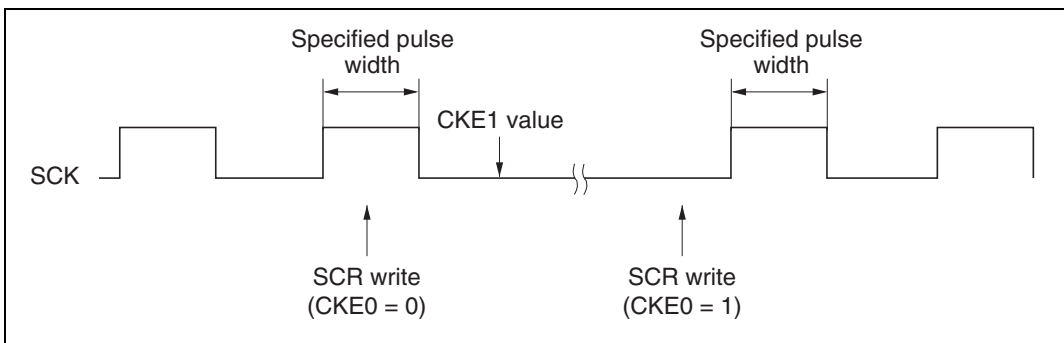 Specified pulse
width
Specified pulse
width
CKE1 value
SCK
SCR write
(CKE0 = 0)
SCR write
(CKE0 = 1)